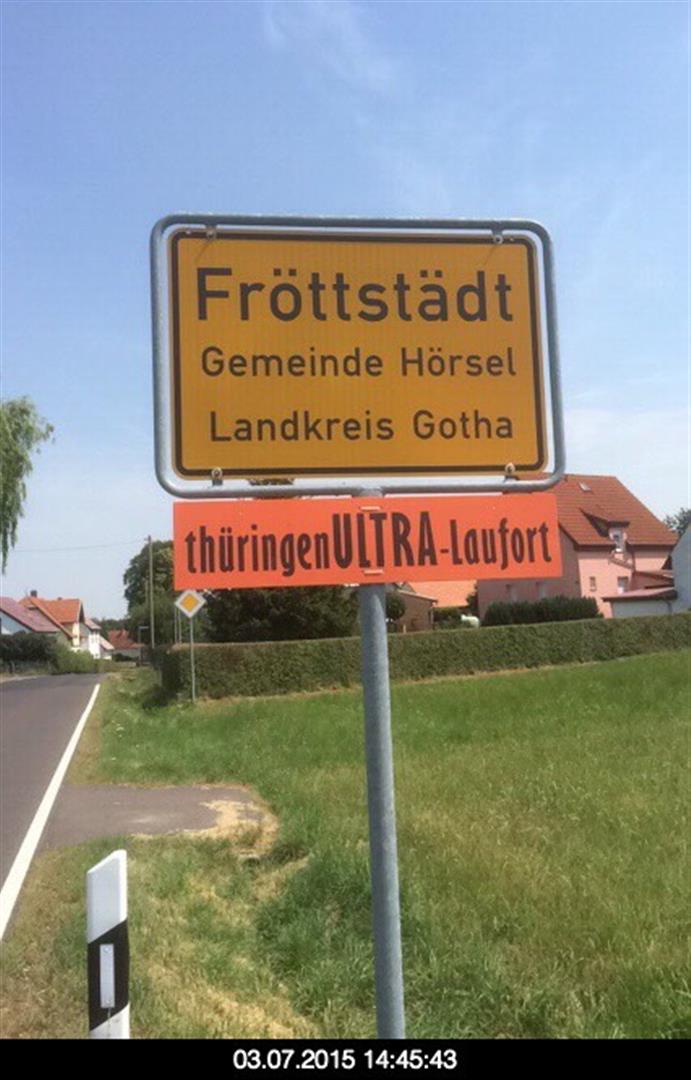 Fröttstädt
Gemeinde Hörsel
Landkreis Gotha
thüringenULTRA-Laufort
03.07.2015 14:45:43